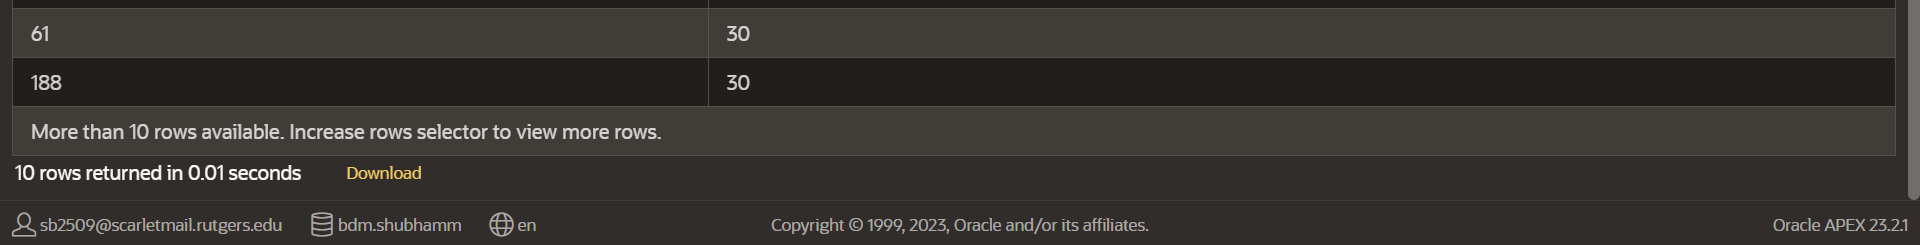 61 30
188 30
More than 10 rows available. Increase rows selector to view more rows.
10 rows returned in 0.01 seconds Download
sb2509@scarletmail.rutgers.edu bdm.shubhamm en Copyright © 1999, 2023, Oracle and/or its affiliates. Oracle APEX 23.2.1